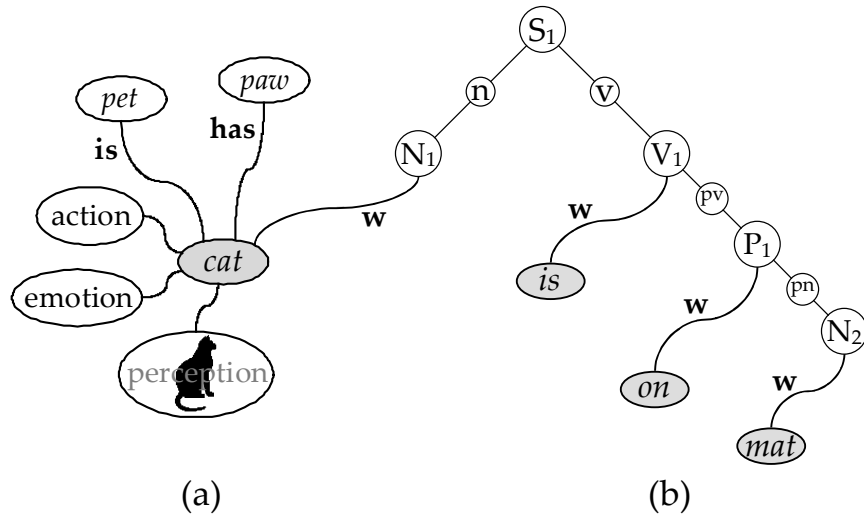 S₁
paw
pet
n
v
has
is
N₁
V₁
pv
action
w
w
P₁
cat
is
pn
emotion
w
N₂
perception
on
w
mat
(a)
(b)